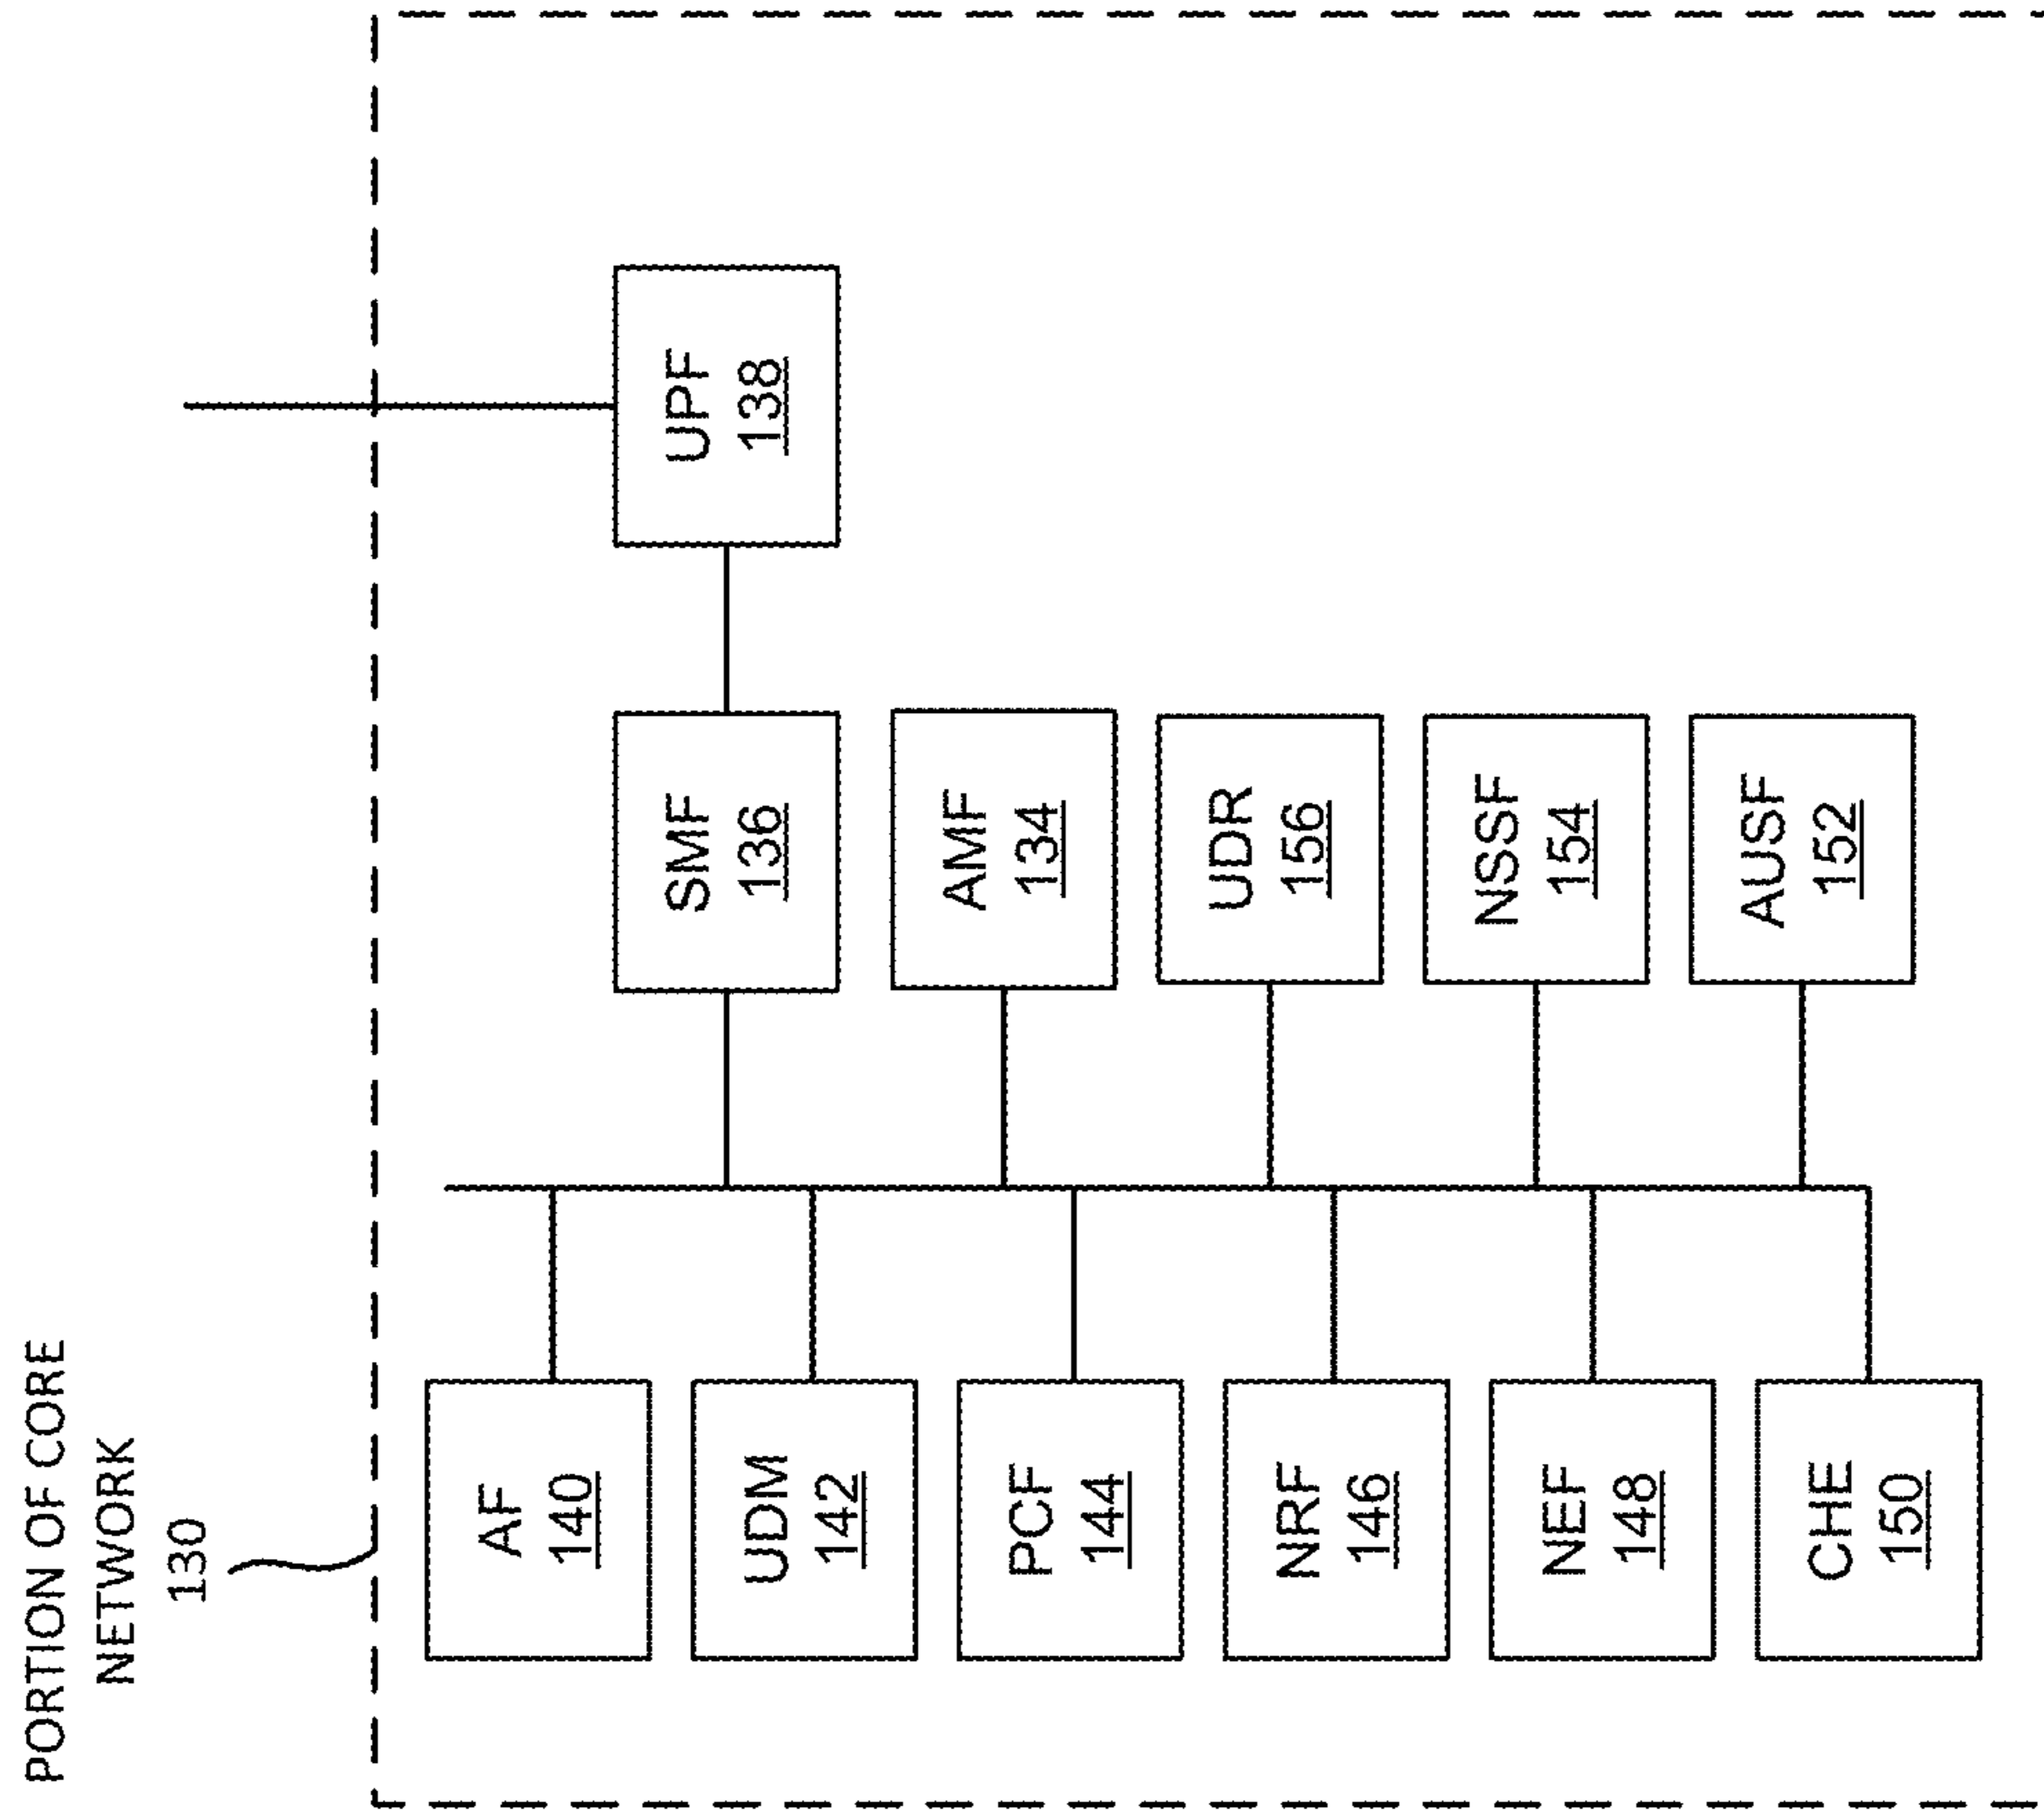 PORTION OF CORE
NETWORK
130
AF
140
UDM
142
PCF
144
NRF
146
NEF
148
CHE
150
SMF
136
AMF
134
UDR
156
NSSF
154
AUSF
152
UPF
138